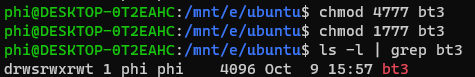 phi@DESKTOP-0T2EAHC:/mnt/e/ubuntu$ chmod 4777 bt3
phi@DESKTOP-0T2EAHC:/mnt/e/ubuntu$ chmod 1777 bt3
phi@DESKTOP-0T2EAHC:/mnt/e/ubuntu$ ls -l | grep bt3
drwsrwxrwt 1 phi phi    4096 Oct  9 15:57 bt3